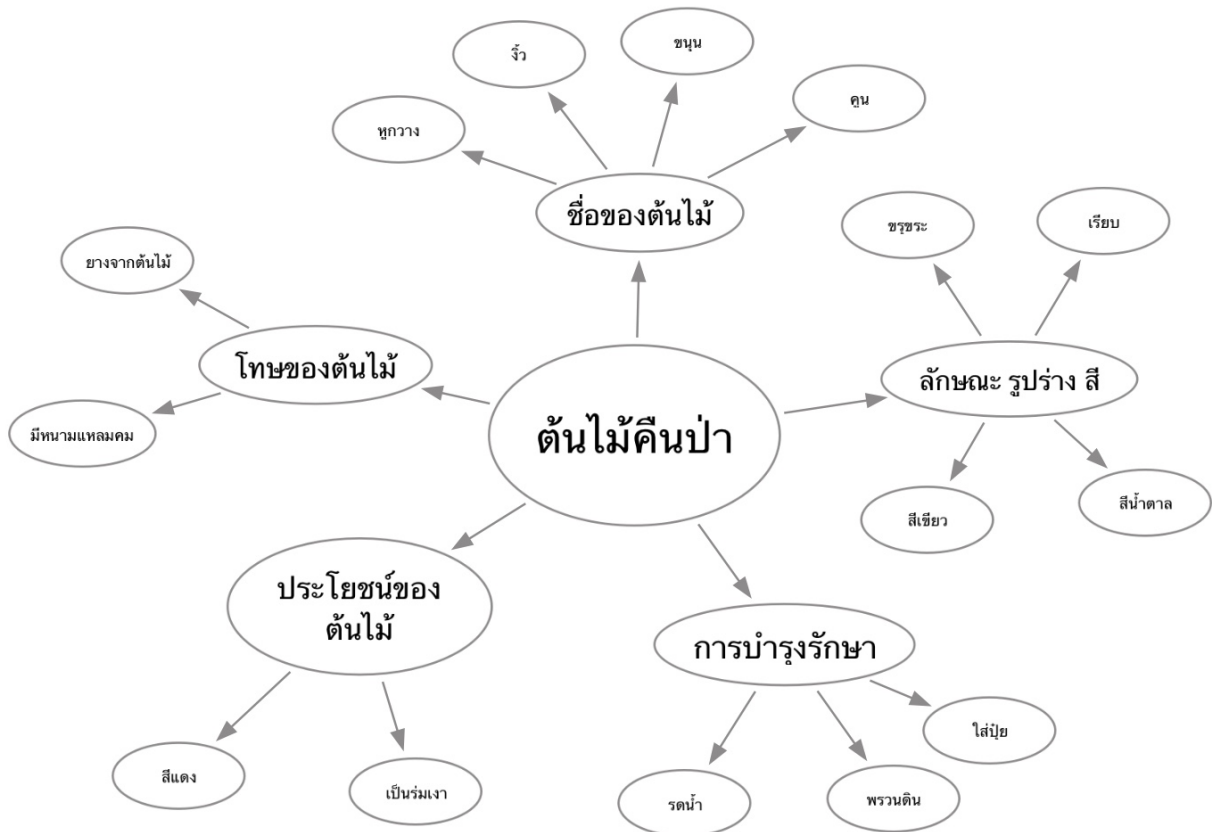 งิ้ว
ขนุน
คูน
หูกวาง
ชื่อของต้นไม้
ขรุขระ
เรียบ
ยางจากต้นไม้
โทษของต้นไม้
ลักษณะ รูปร่าง สี
มีหนามแหลมคม
ต้นไม้คืนป่า
สีเขียว
สีน้ำตาล
ประโยชน์ของ
ต้นไม้
การบำรุงรักษา
ใส่ปุ๋ย
สีแดง
เป็นร่มเงา
รดน้ำ
พรวนดิน